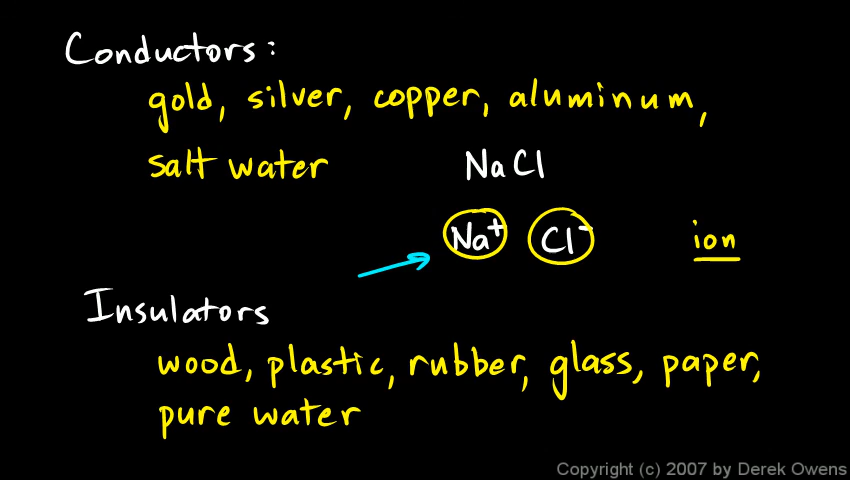 Conductors:
gold, silver, copper, aluminum,
salt water NaCl
Na+ Cl- ion
Insulators
wood, plastic, rubber, glass, paper,
pure water
Copyright (c) 2007 by Derek Owens